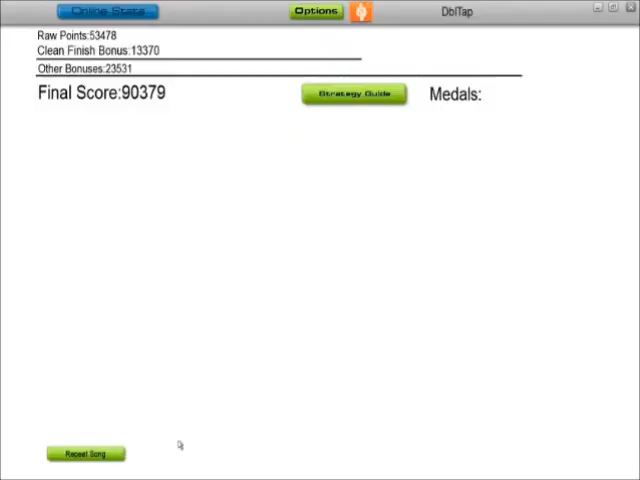 Online Stats
Options
DblTap
Raw Points:53478
Clean Finish Bonus:13370
Other Bonuses:23531
Final Score:90379
Strategy Guide
Medals:
Repeat Song